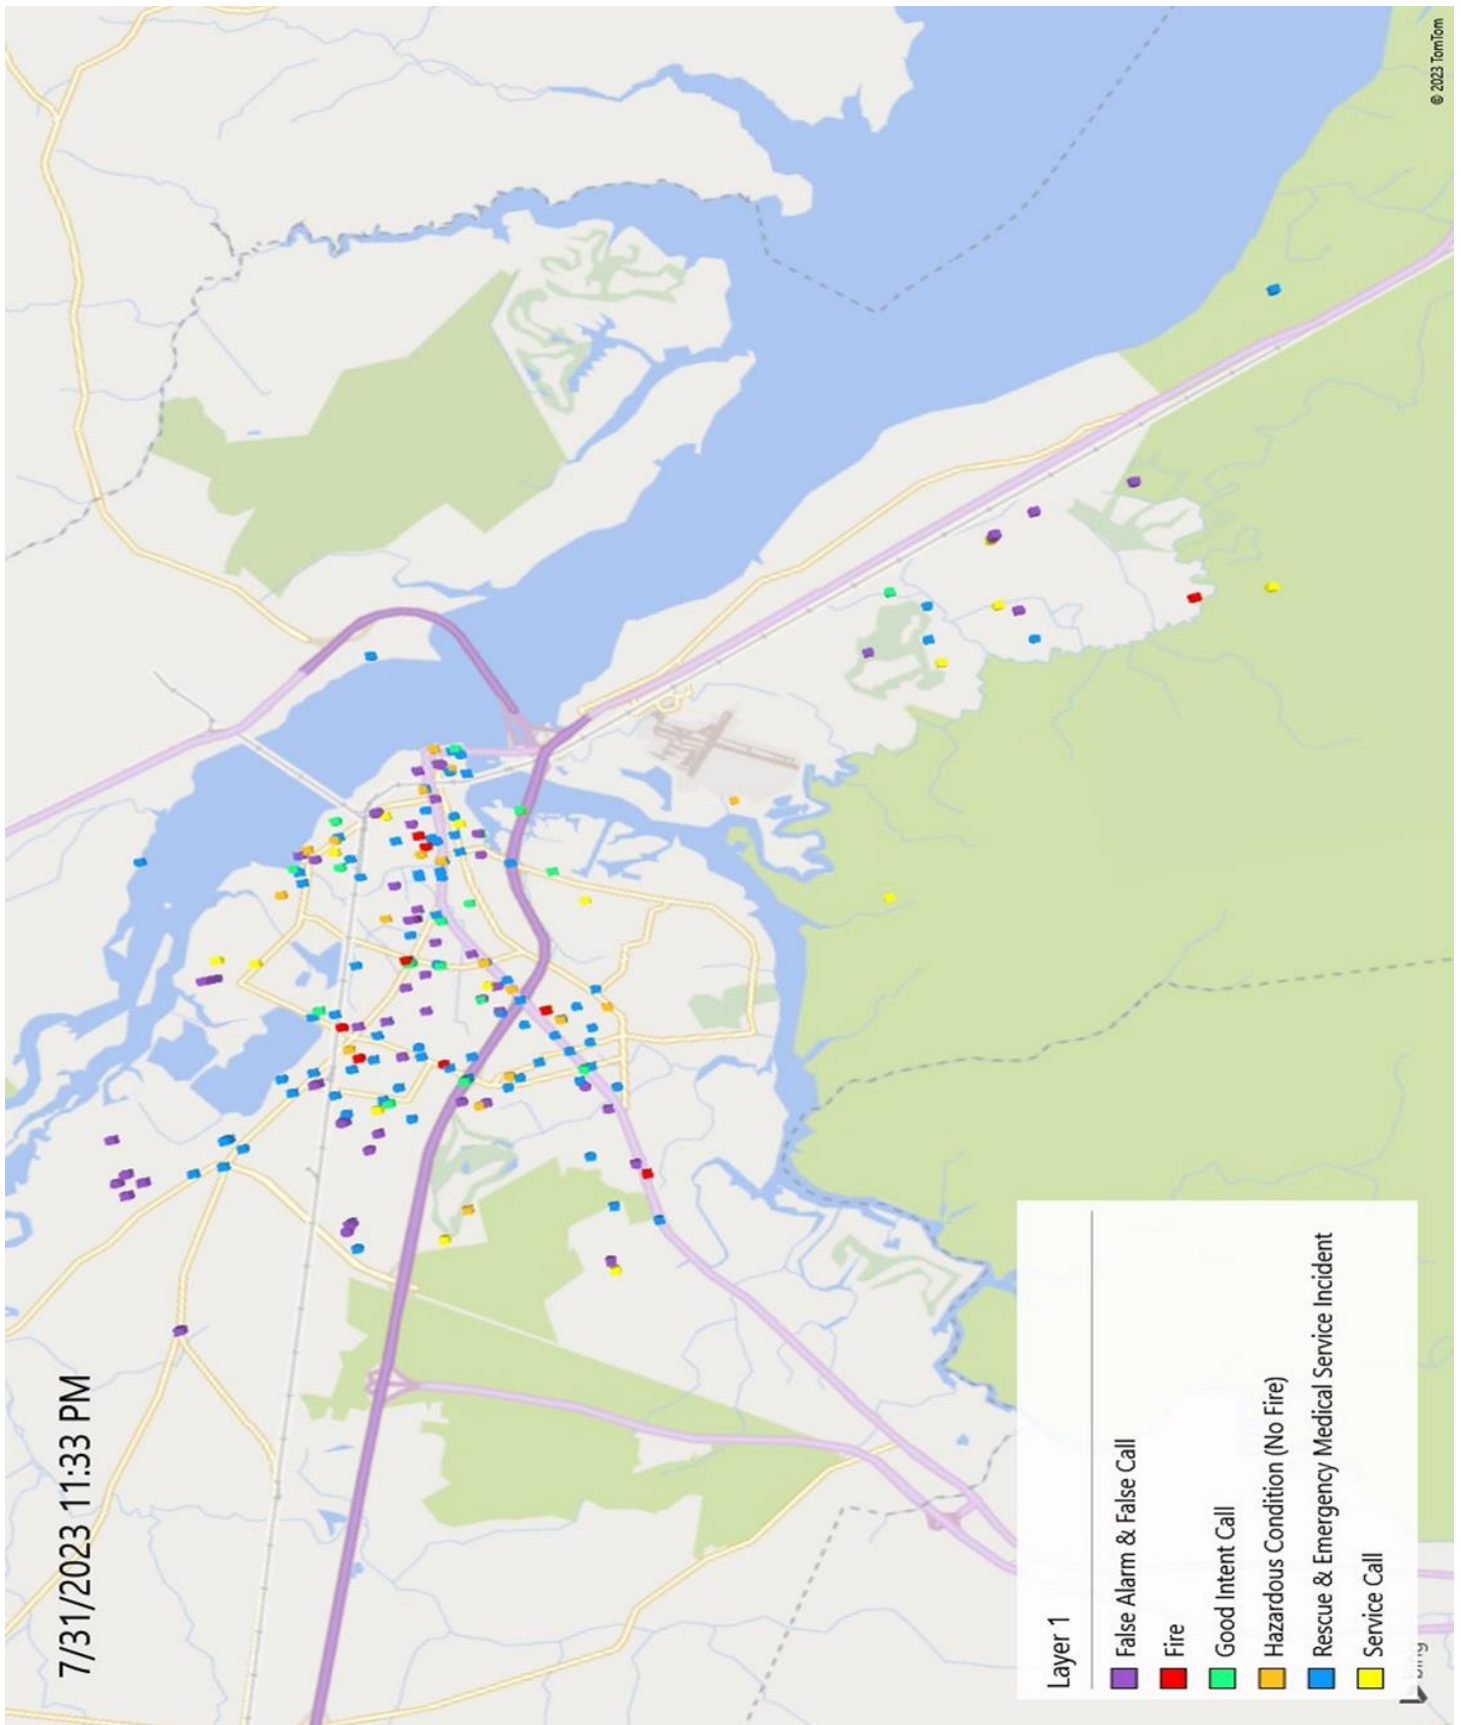 7/31/2023 11:33 PM
Layer 1
False Alarm & False Call
Fire
Good Intent Call
Hazardous Condition (No Fire)
Rescue & Emergency Medical Service Incident
Service Call
bing
© 2023 TomTom